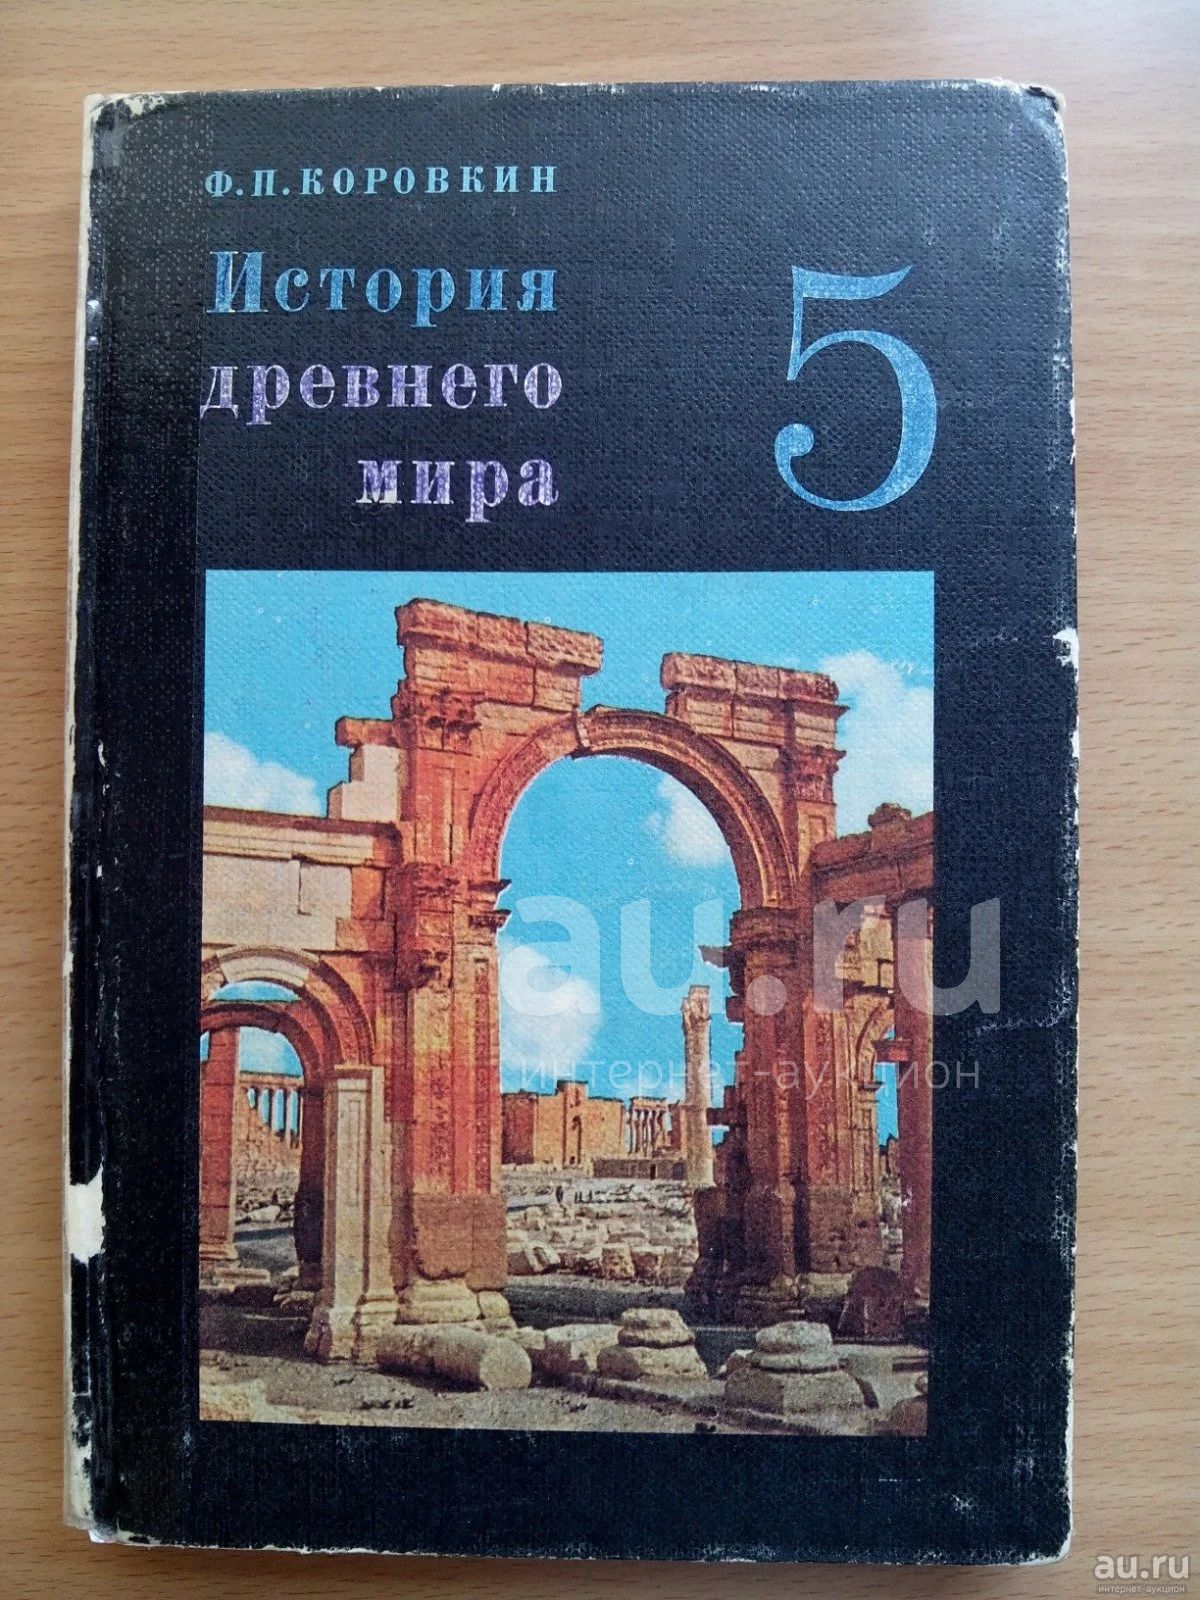 Ф.П.КОРОВКИН
История
древнего
мира
5
au.ru
интернет-аукцион
au.ru
интернет-аукцион